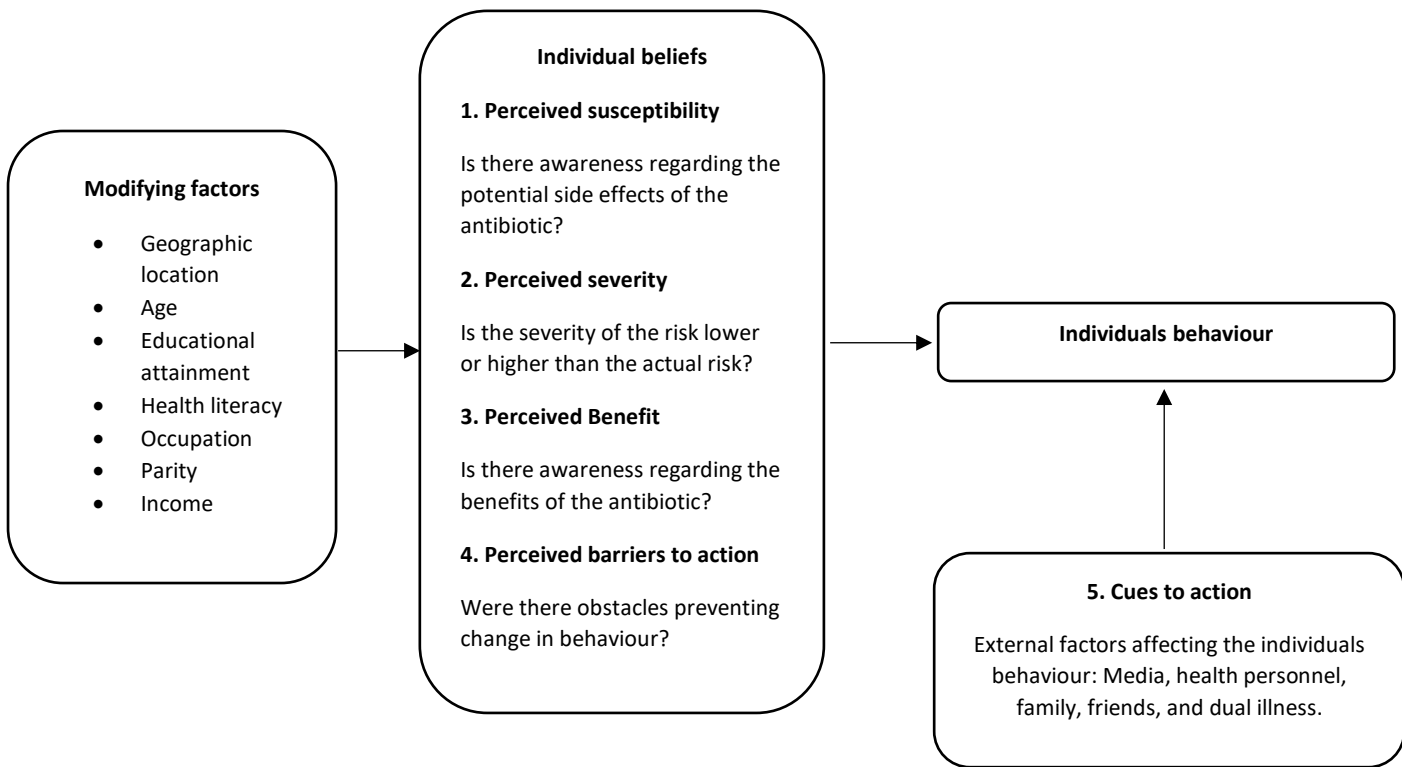 Modifying factors
• Geographic
location
• Age
• Educational
attainment
• Health literacy
• Occupation
• Parity
• Income
Individual beliefs
1. Perceived susceptibility
Is there awareness regarding the
potential side effects of the
antibiotic?
2. Perceived severity
Is the severity of the risk lower
or higher than the actual risk?
3. Perceived Benefit
Is there awareness regarding the
benefits of the antibiotic?
4. Perceived barriers to action
Were there obstacles preventing
change in behaviour?
Individuals behaviour
5. Cues to action
External factors affecting the individuals
behaviour: Media, health personnel,
family, friends, and dual illness.